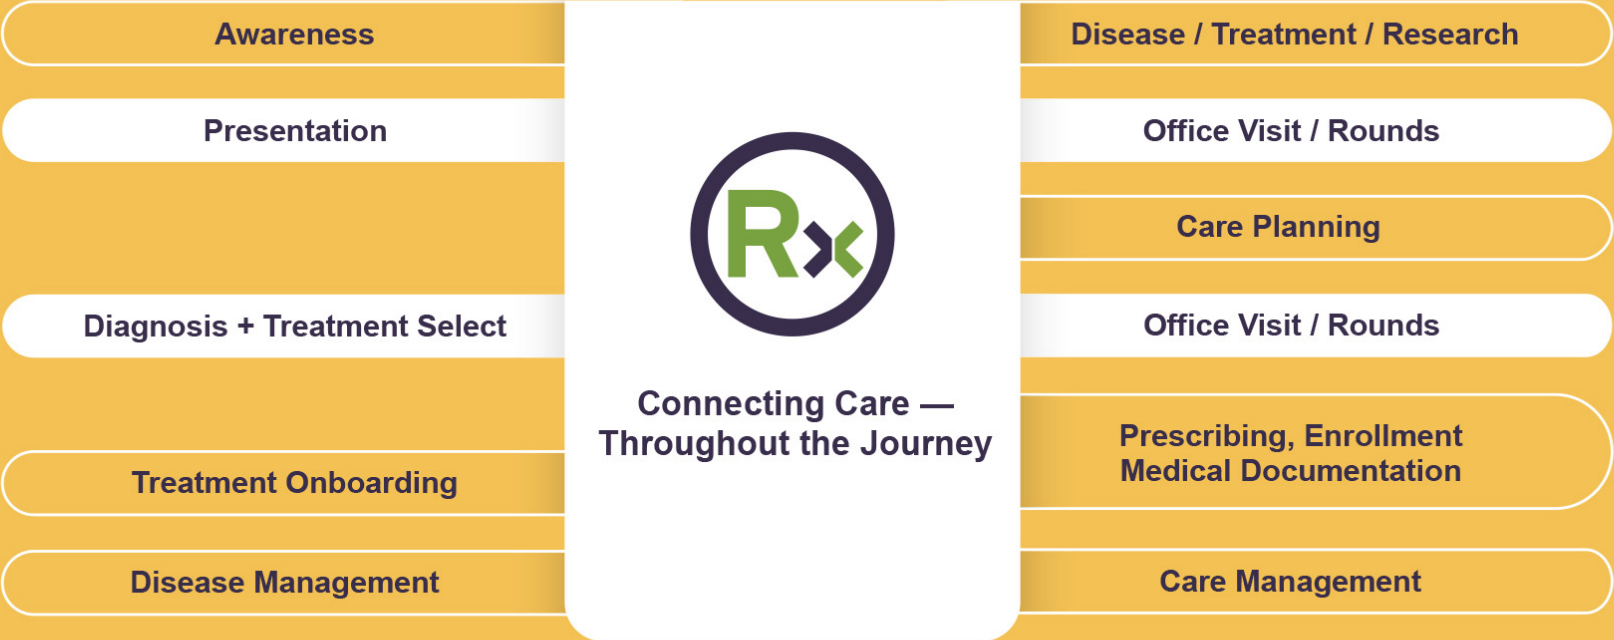 Awareness
Disease / Treatment / Research
Presentation
Office Visit / Rounds
Care Planning
Diagnosis + Treatment Select
Office Visit / Rounds
Rx
Connecting Care —
Throughout the Journey
Prescribing, Enrollment
Medical Documentation
Treatment Onboarding
Disease Management
Care Management